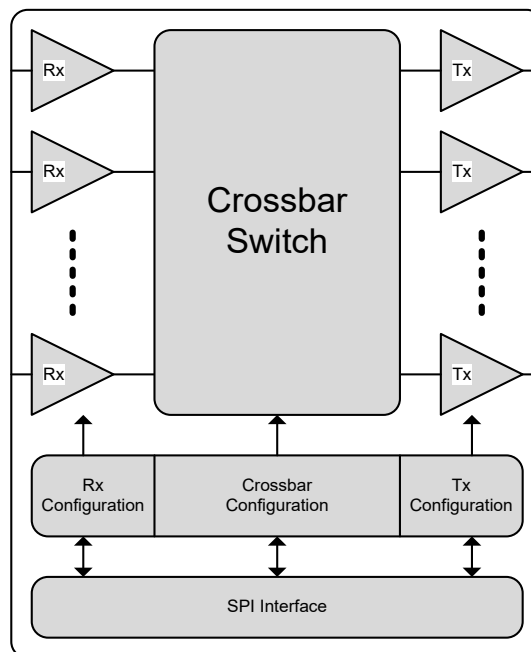 Rx
Tx
Rx
Tx
Crossbar
Switch
Rx
Tx
Rx
Configuration
Crossbar
Configuration
Tx
Configuration
SPI Interface